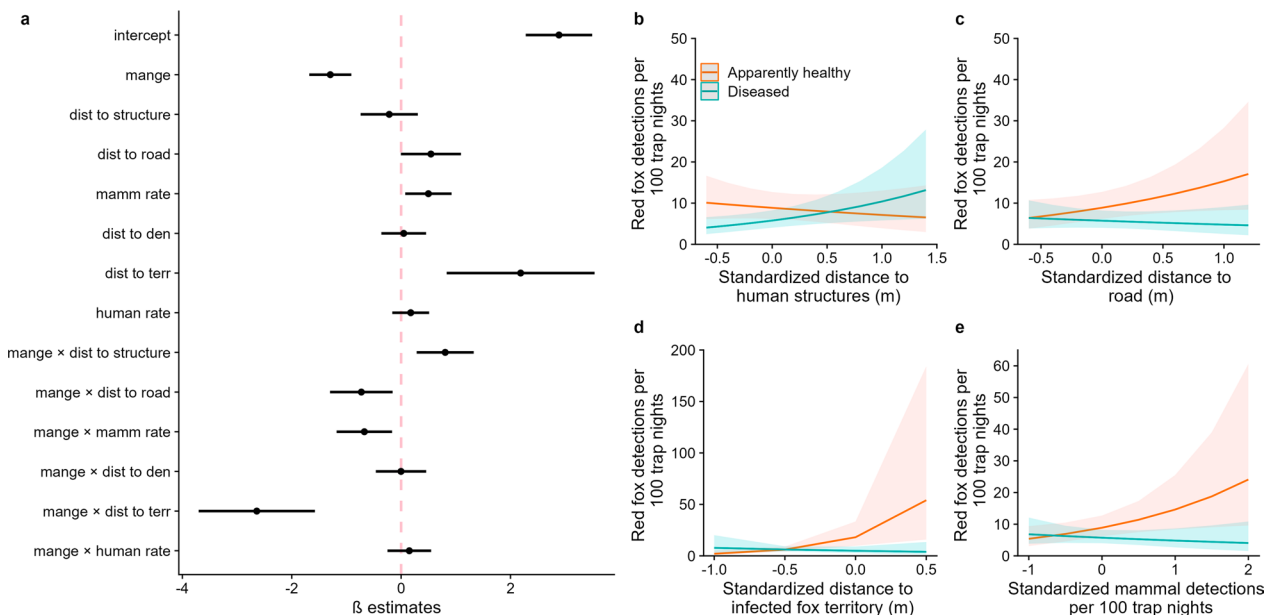 a
intercept
mange
dist to structure
dist to road
mamm rate
dist to den
dist to terr
human rate
mange × dist to structure
mange × dist to road
mange × mamm rate
mange × dist to den
mange × dist to terr
mange × human rate
-4
-2
0
2
ß estimates
b
Red fox detections per
100 trap nights
50
40
30
20
10
0
Apparently healthy
Diseased
-0.5
0.0
0.5
1.0
1.5
Standardized distance to
human structures (m)
c
Red fox detections per
100 trap nights
50
40
30
20
10
0
-0.5
0.0
0.5
1.0
Standardized distance to
road (m)
d
Red fox detections per
100 trap nights
200
150
100
50
0
-1.0
-0.5
0.0
0.5
Standardized distance to
infected fox territory (m)
e
Red fox detections per
100 trap nights
60
50
40
30
20
10
0
-1
0
1
2
Standardized mammal detections
per 100 trap nights